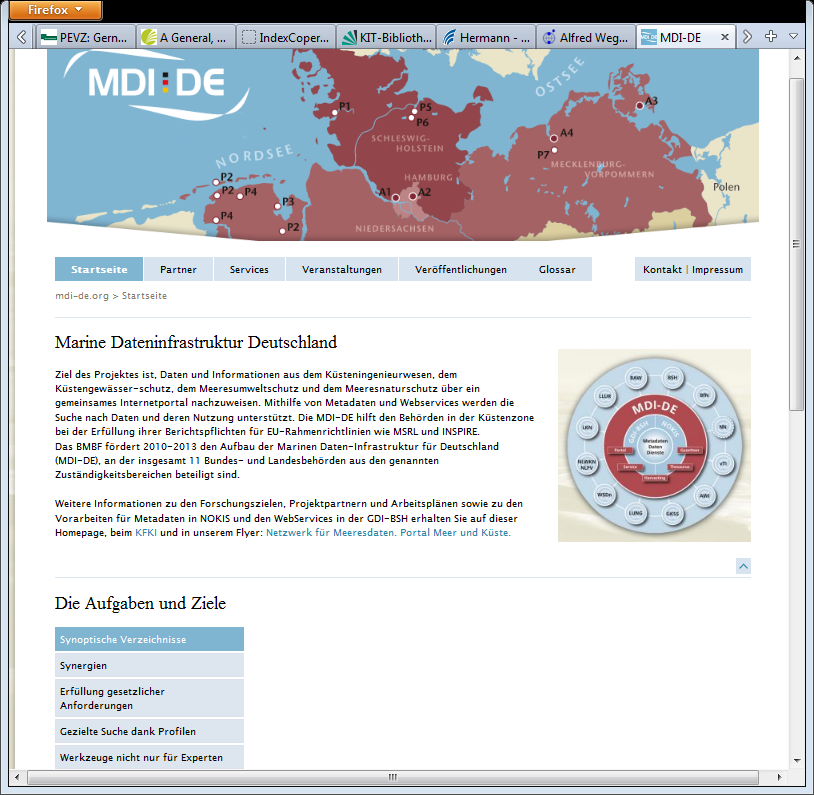 Firefox
PEVZ: Gern...
A General, ...
IndexCoper...
KIT-Biblioth...
Hermann - ...
Alfred Weg...
MDI-DE
MDI DE
OSTSEE
NORDSEE
P1
P5
P6
A3
SCHLESWIG-
HOLSTEIN
A4
P7
MECKLENBURG-
VORPOMMERN
HAMBURG
Polen
P2
P2 P4
A1 A2
P3
P4
P2
NIEDERSACHSEN
Startseite Partner Services Veranstaltungen Veröffentlichungen Glossar Kontakt | Impressum
mdi-de.org > Startseite
Marine Dateninfrastruktur Deutschland
Ziel des Projektes ist, Daten und Informationen aus dem Küsteningenieurwesen, dem
Küstengewässer-schutz, dem Meeresumweltschutz und dem Meeresnaturschutz über ein
gemeinsames Internetportal nachzuweisen. Mithilfe von Metadaten und Webservices werden die
Suche nach Daten und deren Nutzung unterstützt. Die MDI-DE hilft den Behörden in der Küstenzone
bei der Erfüllung ihrer Berichtspflichten für EU-Rahmenrichtlinien wie MSRL und INSPIRE.
Das BMBF fördert 2010-2013 den Aufbau der Marinen Daten-Infrastruktur für Deutschland
(MDI-DE), an der insgesamt 11 Bundes- und Landesbehörden aus den genannten
Zuständigkeitsbereichen beteiligt sind.
Weitere Informationen zu den Forschungszielen, Projektpartnern und Arbeitsplänen sowie zu den
Vorarbeiten für Metadaten in NOKIS und den WebServices in der GDI-BSH erhalten Sie auf dieser
Homepage, beim KFKI und in unserem Flyer: Netzwerk für Meeresdaten. Portal Meer und Küste.
BAW
BSH
LLUR
BfN
MDI-DE
LKN
GDI-BSH
NOKIS
Metadaten
Daten
Dienste
Portal
Service
NLWKN
NLPV
WSDn
AWI
LUNG
GKSS
Die Aufgaben und Ziele
Synoptische Verzeichnisse
Synergien
Erfüllung gesetzlicher
Anforderungen
Gezielte Suche dank Profilen
Werkzeuge nicht nur für Experten